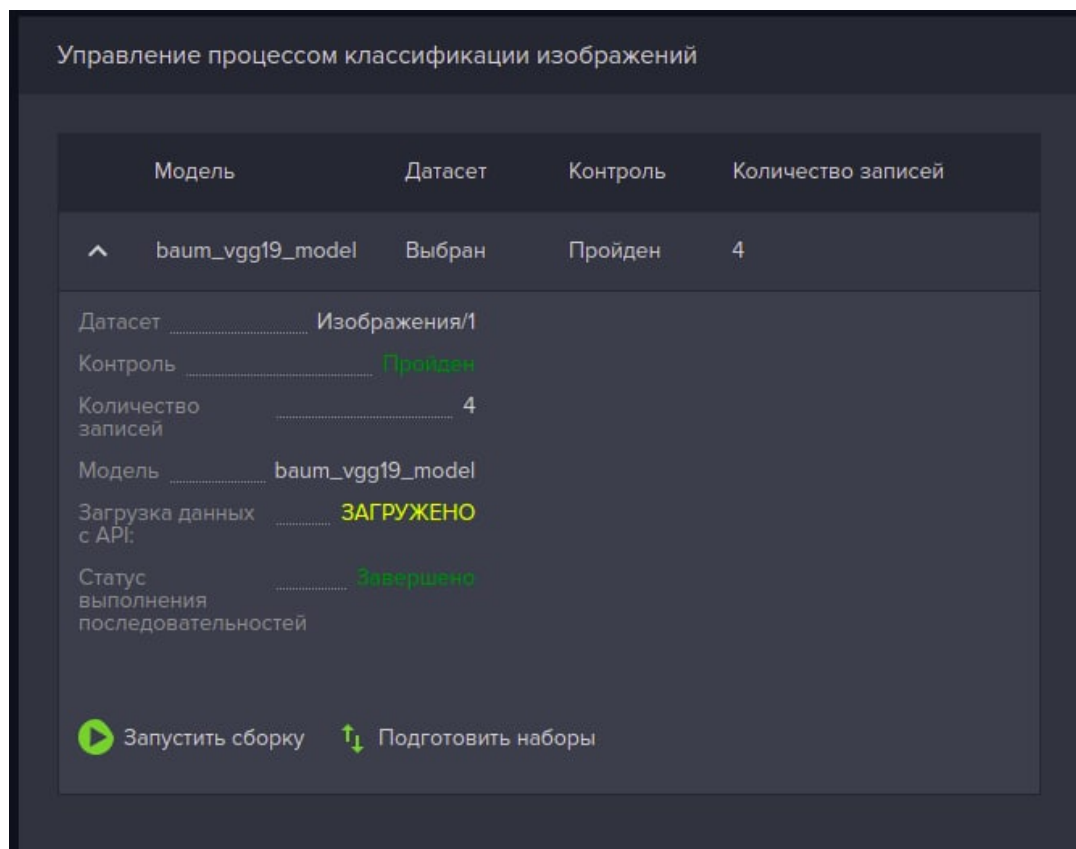 Управление процессом классификации изображений
Модель Датасет Контроль Количество записей
baum_vgg19_model Выбран Пройден 4
Датасет Изображения/1
Контроль Пройден
Количество
записей 4
Модель baum_vgg19_model
Загрузка данных
с API: ЗАГРУЖЕНО
Статус
выполнения
последовательностей Завершено
Запустить сборку Подготовить наборы